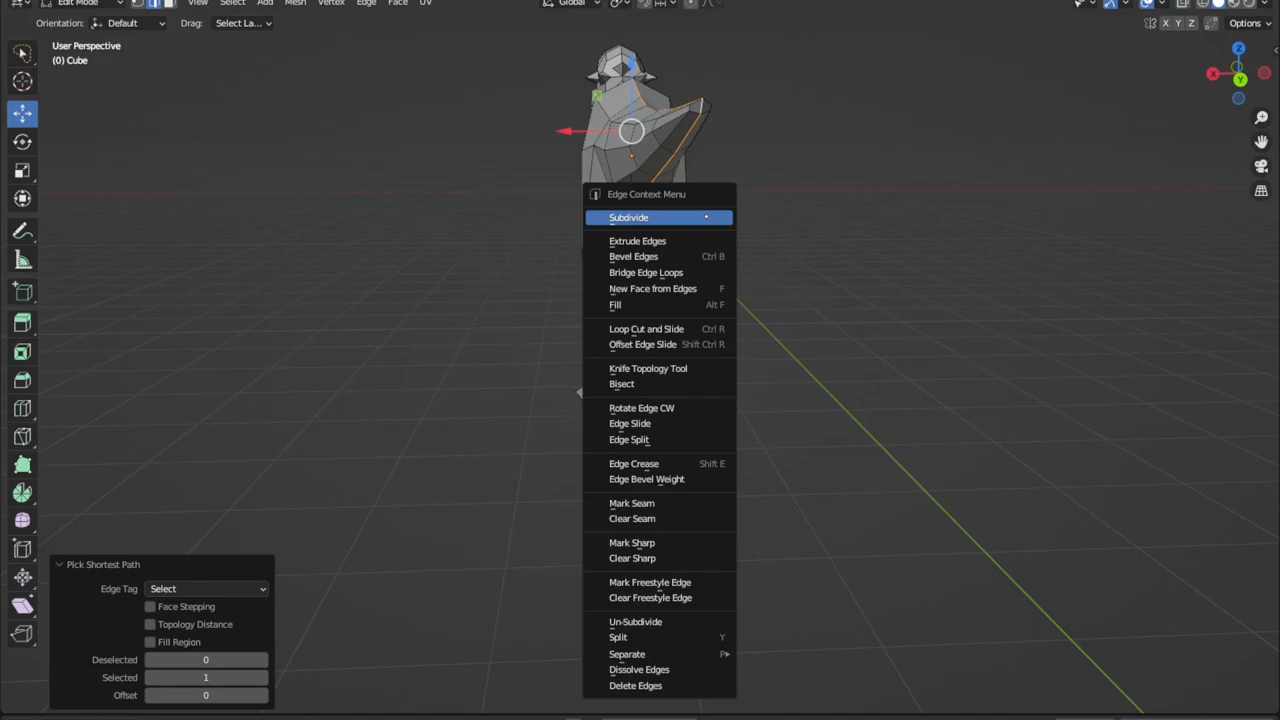 Edit Mode View Select Add Mesh Vertex Edge Face UV Global
Orientation: Default Drag: Select La... X Y Z Options
User Perspective
(0) Cube
Z
X
Y
Edge Context Menu
Subdivide
Extrude Edges
Bevel Edges Ctrl B
Bridge Edge Loops
New Face from Edges F
Fill Alt F
Loop Cut and Slide Ctrl R
Offset Edge Slide Shift Ctrl R
Knife Topology Tool
Bisect
Rotate Edge CW
Edge Slide
Edge Split
Edge Crease Shift E
Edge Bevel Weight
Mark Seam
Clear Seam
Mark Sharp
Clear Sharp
Mark Freestyle Edge
Clear Freestyle Edge
Un-Subdivide
Split Y
Separate P
Dissolve Edges
Delete Edges
Pick Shortest Path
Edge Tag Select
Face Stepping
Topology Distance
Fill Region
Deselected 0
Selected 1
Offset 0